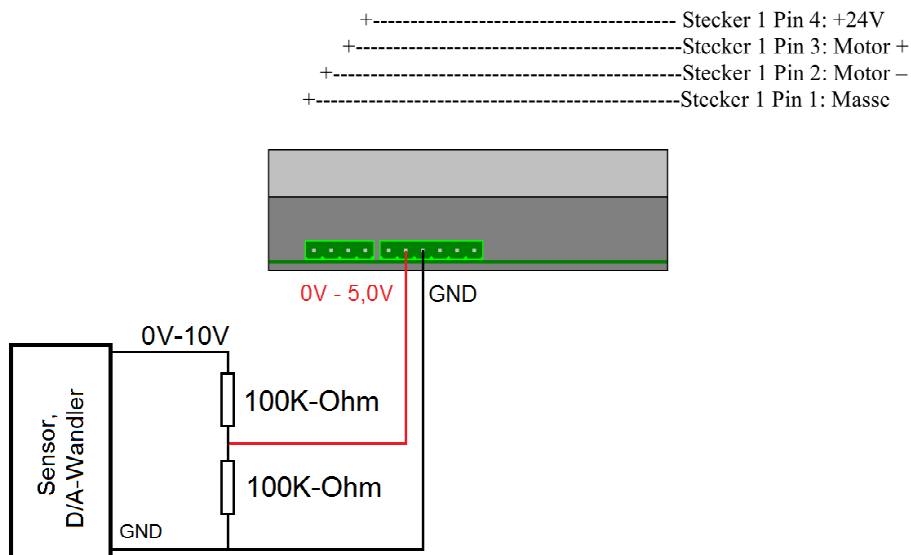 +------------------------------------ Stecker 1 Pin 4: +24V
+---------------------------------------Stecker 1 Pin 3: Motor +
+------------------------------------------Stecker 1 Pin 2: Motor –
+--------------------------------------------Stecker 1 Pin 1: Masse
0V - 5,0V
GND
0V-10V
100K-Ohm
Sensor,
D/A-Wandler
100K-Ohm
GND